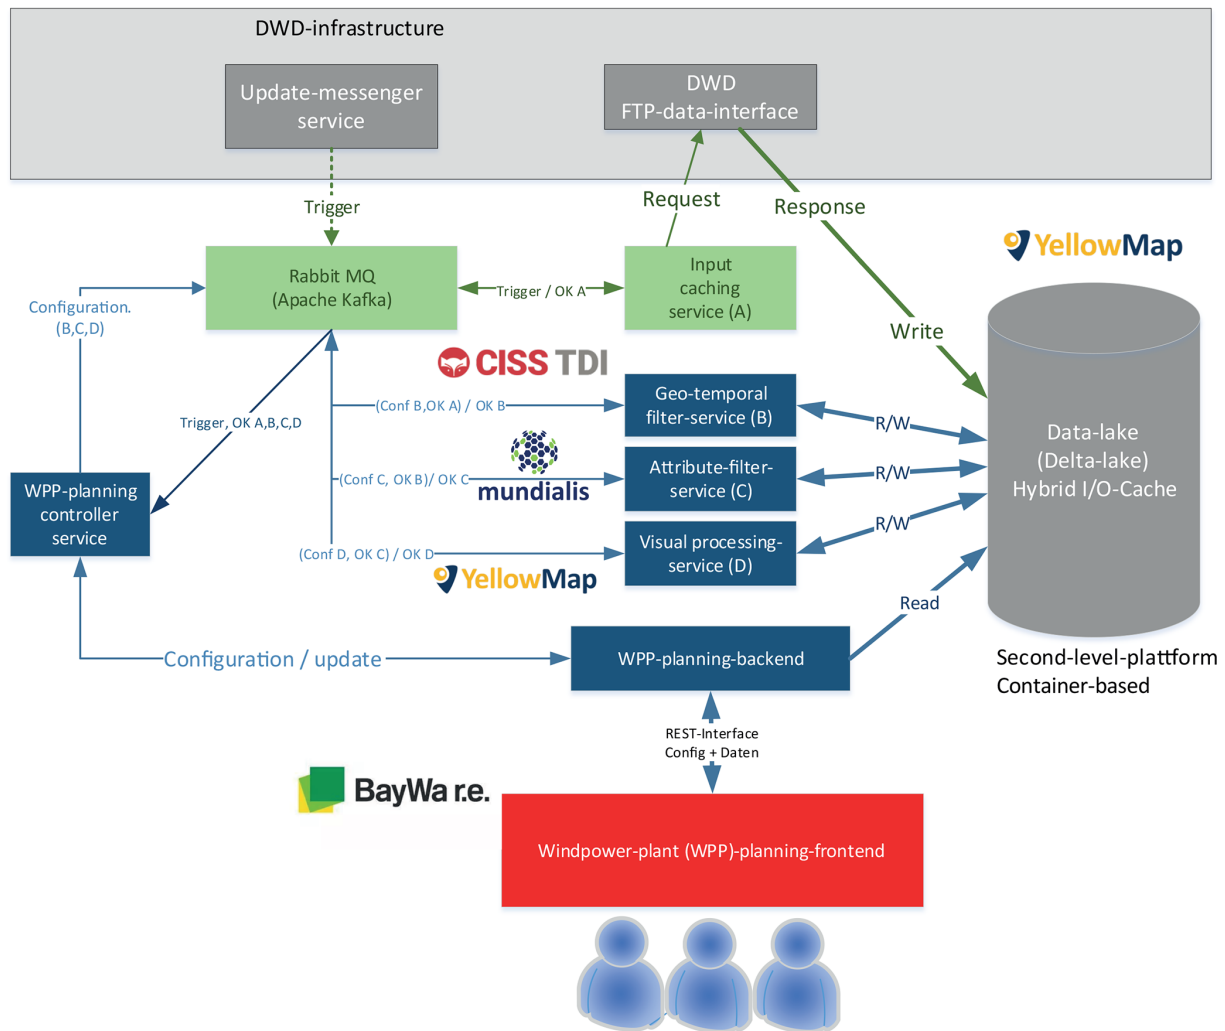 DWD-infrastructure
Update-messenger
service
DWD
FTP-data-interface
Trigger
Request
Response
YellowMap
Rabbit MQ
(Apache Kafka)
Trigger / OK A
Input
caching
service (A)
Configuration.
(B,C,D)
Write
CISS TDI
(Conf B,OK A) / OK B
Geo-temporal
filter-service (B)
R/W
Trigger, OK A,B,C,D
Data-lake
(Delta-lake)
Hybrid I/O-Cache
mundialis
(Conf C, OK B)/ OK C
Attribute-filter-
service (C)
R/W
WPP-planning
controller
service
(Conf D, OK C) / OK D
Visual processing-
service (D)
R/W
YellowMap
Read
Configuration / update
WPP-planning-backend
Second-level-plattform
Container-based
REST-Interface
Config + Daten
BayWa r.e.
Windpower-plant (WPP)-planning-frontend